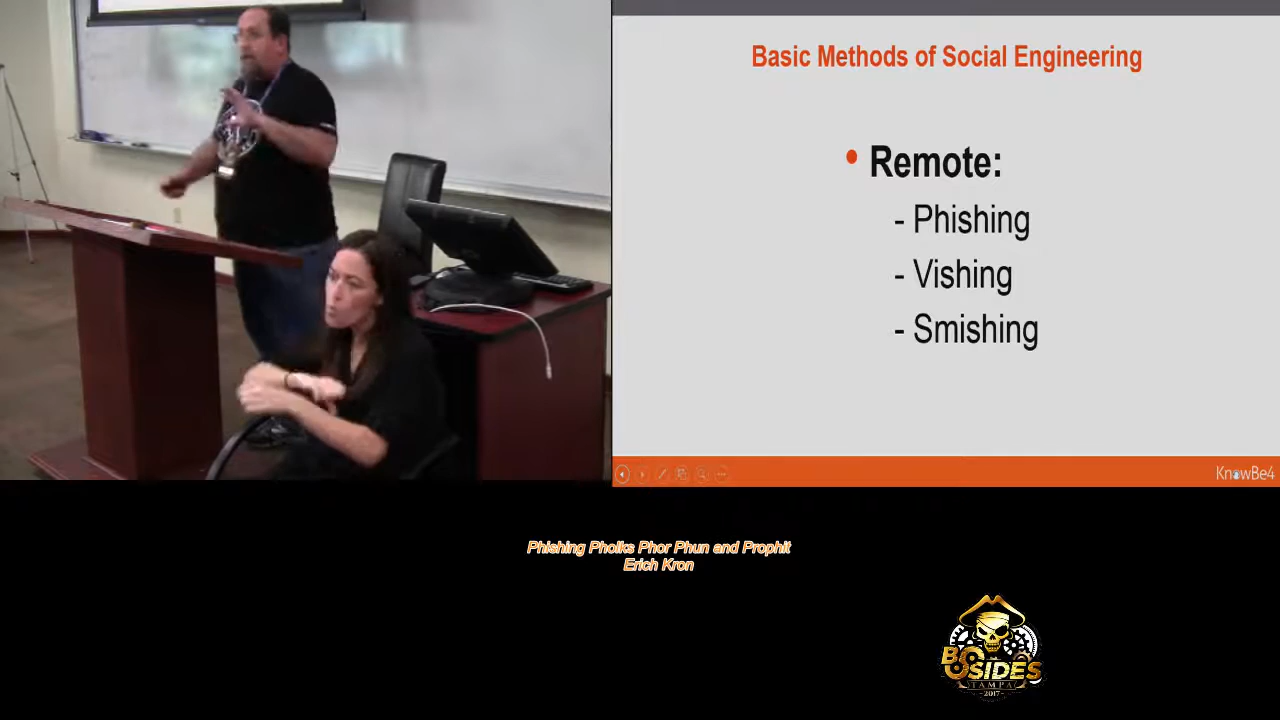 Basic Methods of Social Engineering
• Remote:
- Phishing
- Vishing
- Smishing
KnowBe4
Phishing Pholks Phor Phun and Prophit
Erich Kron
BSIDES
TAMPA
2017